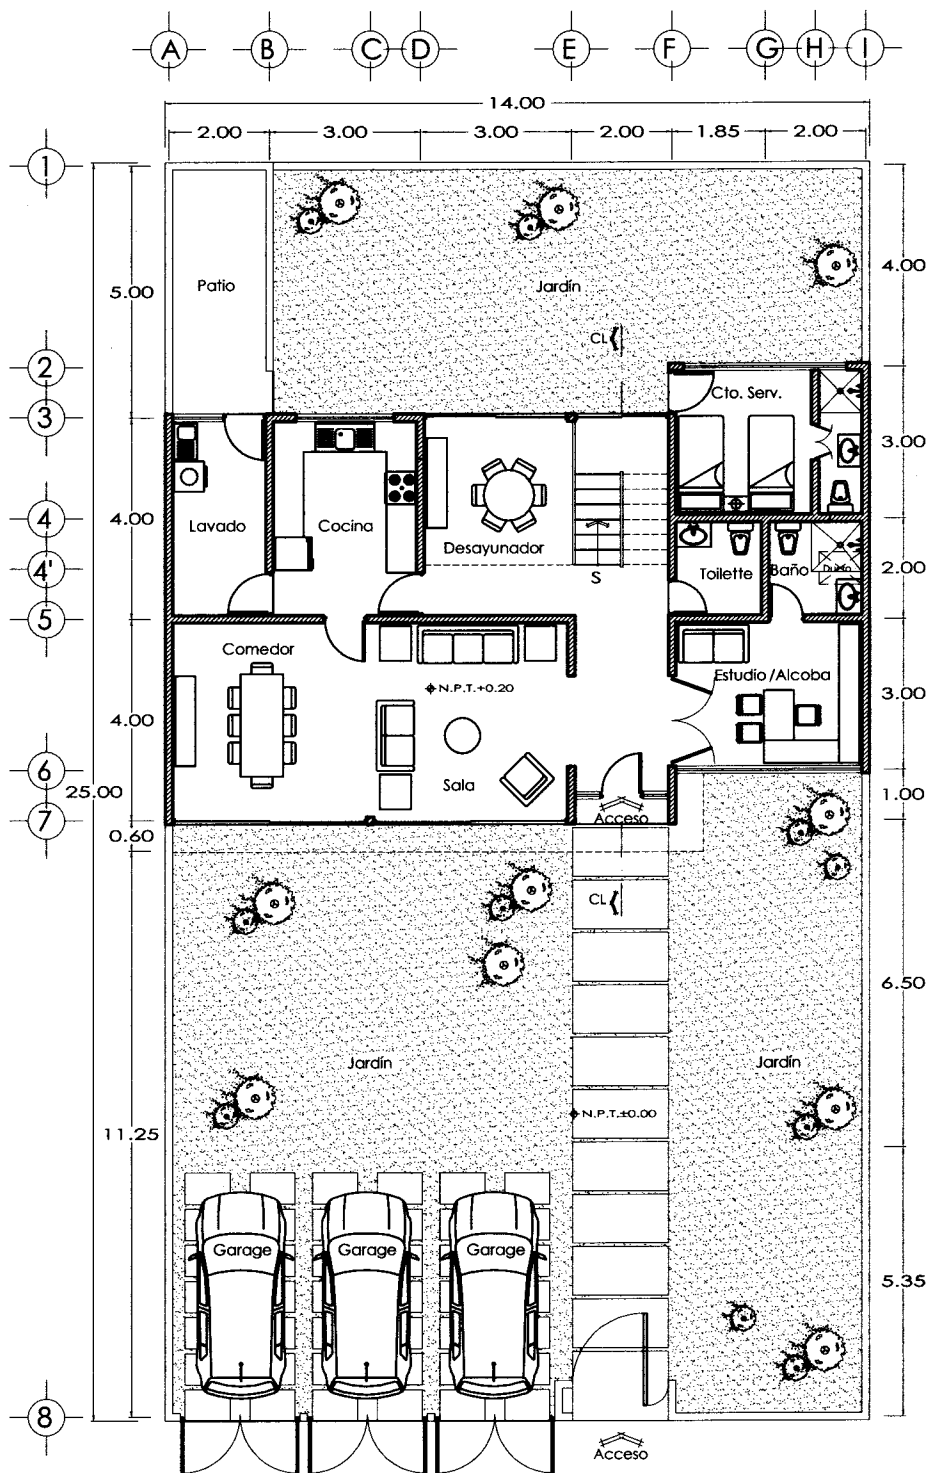 A B C D E F G H I
14.00
2.00 3.00 3.00 2.00 1.85 2.00
1
4.00
5.00
Patio
Jardín
CL
2
Cto. Serv.
3
3.00
4
4.00
Lavado
Cocina
Desayunador
4'
S
Toilette
Baño
Ducto
2.00
5
Comedor
Estudio/Alcoba
N.P.T.+0.20
3.00
4.00
6
25.00
Sala
1.00
7
Acceso
0.60
CL
6.50
Jardín
Jardín
N.P.T.±0.00
11.25
Garage
Garage
Garage
5.35
8
Acceso